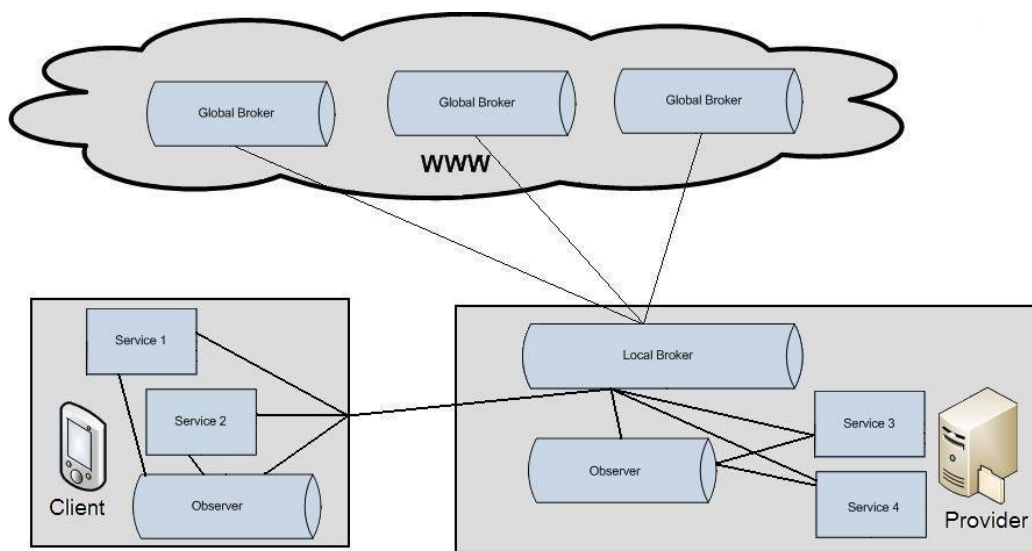 Global Broker
Global Broker
Global Broker
WWW
Service 1
Service 2
Observer
Client
Local Broker
Observer
Service 3
Service 4
Provider